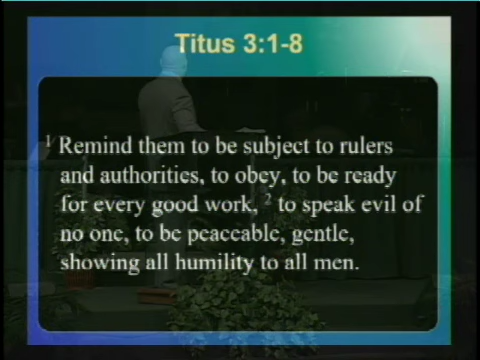 Titus 3:1-8
1 Remind them to be subject to rulers
and authorities, to obey, to be ready
for every good work, 2 to speak evil of
no one, to be peaceable, gentle,
showing all humility to all men.